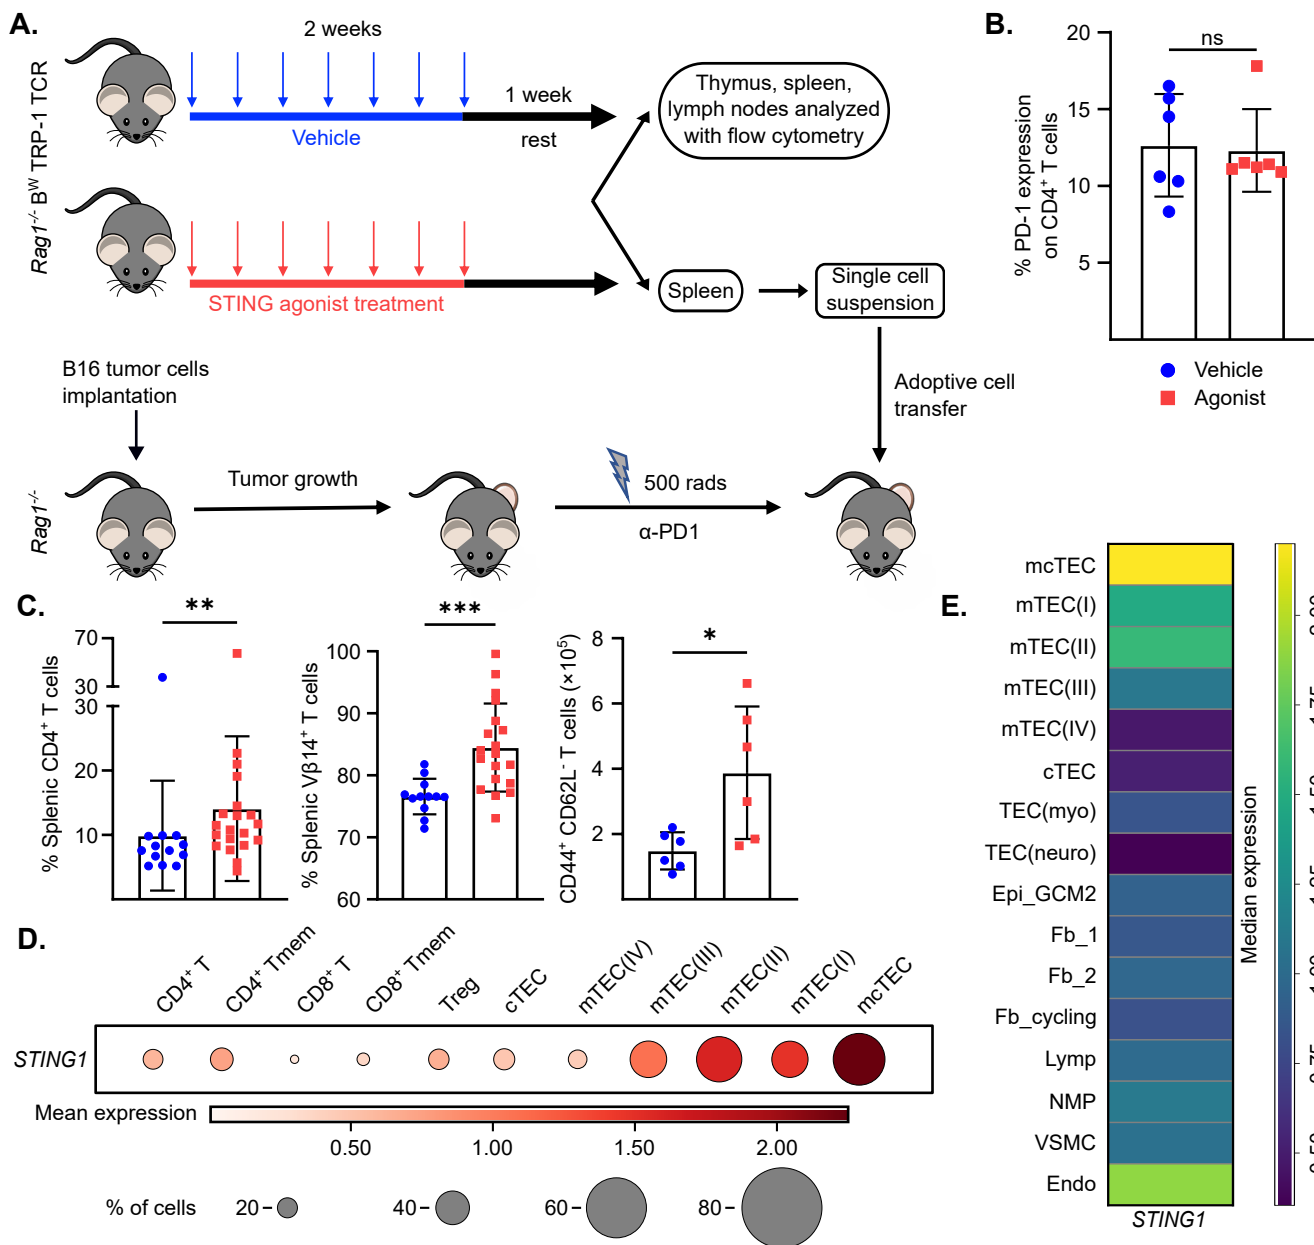 A.
2 weeks
Rag1-/- BW TRP-1 TCR
Vehicle
1 week
rest
Thymus, spleen,
lymph nodes analyzed
with flow cytometry
STING agonist treatment
Spleen
Single cell
suspension
B16 tumor cells
implantation
Adoptive cell
transfer
Rag1-/-
Tumor growth
500 rads
α-PD1
B.
% PD-1 expression
on CD4+ T cells
20
15
10
5
ns
Vehicle
Agonist
C.
% Splenic CD4+ T cells
70
30
30
20
10
**
% Splenic Vβ14+ T cells
100
90
80
70
60
***
CD44+ CD62L- T cells (×10⁵)
8
6
4
2
*
D.
CD4+ T
CD4+ Tmem
CD8+ T
CD8+ Tmem
Treg
cTEC
mTEC(IV)
mTEC(III)
mTEC(II)
mTEC(I)
mcTEC
STING1
Mean expression
0.50
1.00
1.50
2.00
% of cells
20
40
60
80
E.
mcTEC
mTEC(I)
mTEC(II)
mTEC(III)
mTEC(IV)
cTEC
TEC(myo)
TEC(neuro)
Epi_GCM2
Fb_1
Fb_2
Fb_cycling
Lymp
NMP
VSMC
Endo
STING1
Median expression